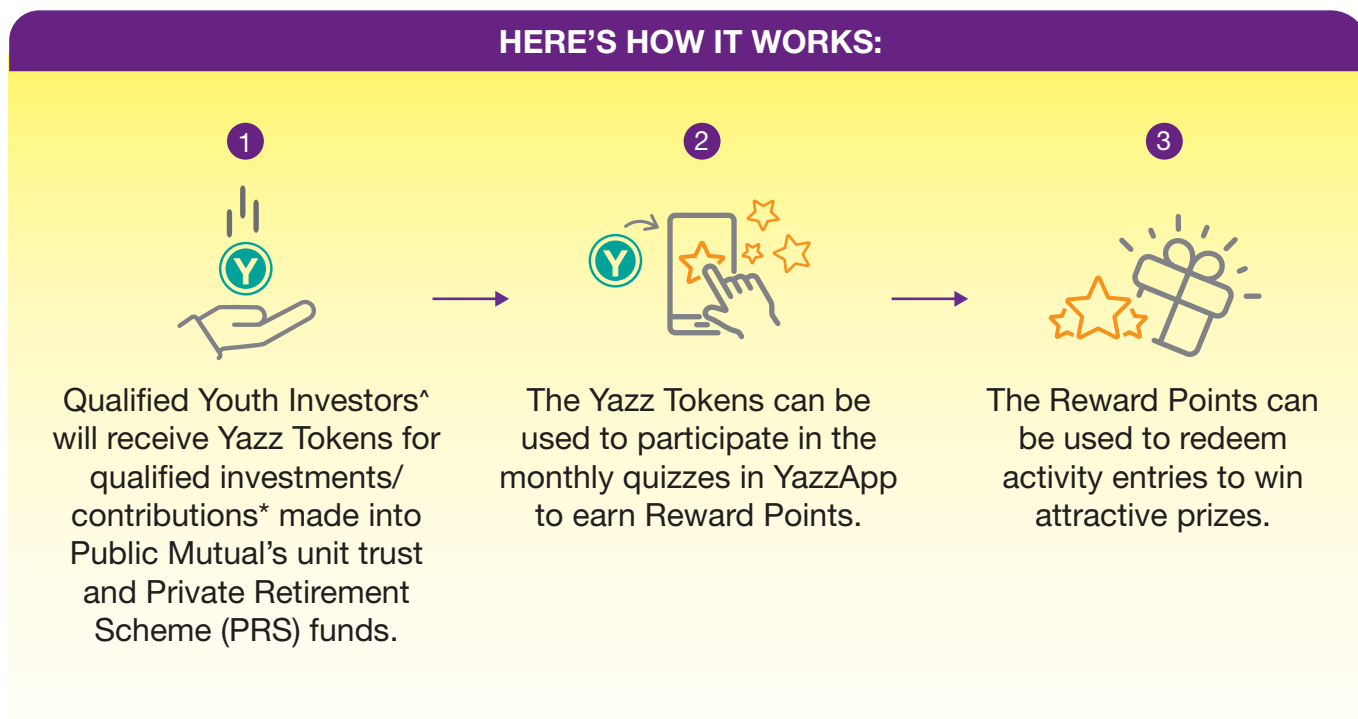 HERE’S HOW IT WORKS:
1
Y
Qualified Youth Investors^
will receive Yazz Tokens for
qualified investments/
contributions* made into
Public Mutual’s unit trust
and Private Retirement
Scheme (PRS) funds.
2
Y
The Yazz Tokens can be
used to participate in the
monthly quizzes in YazzApp
to earn Reward Points.
3
The Reward Points can
be used to redeem
activity entries to win
attractive prizes.